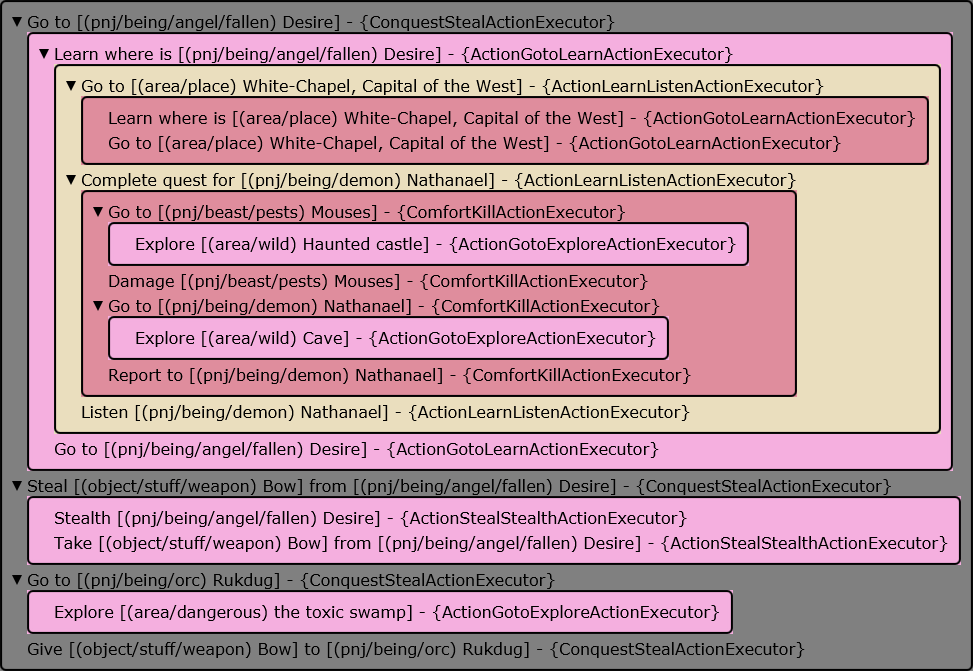 ▼ Go to [(pnj/being/angel/fallen) Desire] - {ConquestStealActionExecutor}
▼ Learn where is [(pnj/being/angel/fallen) Desire] - {ActionGotoLearnActionExecutor}
▼ Go to [(area/place) White-Chapel, Capital of the West] - {ActionLearnListenActionExecutor}
Learn where is [(area/place) White-Chapel, Capital of the West] - {ActionGotoLearnActionExecutor}
Go to [(area/place) White-Chapel, Capital of the West] - {ActionGotoLearnActionExecutor}
▼ Complete quest for [(pnj/being/demon) Nathanael] - {ActionLearnListenActionExecutor}
▼ Go to [(pnj/beast/pests) Mouses] - {ComfortKillActionExecutor}
Explore [(area/wild) Haunted castle] - {ActionGotoExploreActionExecutor}
Damage [(pnj/beast/pests) Mouses] - {ComfortKillActionExecutor}
▼ Go to [(pnj/being/demon) Nathanael] - {ComfortKillActionExecutor}
Explore [(area/wild) Cave] - {ActionGotoExploreActionExecutor}
Report to [(pnj/being/demon) Nathanael] - {ComfortKillActionExecutor}
Listen [(pnj/being/demon) Nathanael] - {ActionLearnListenActionExecutor}
Go to [(pnj/being/angel/fallen) Desire] - {ActionGotoLearnActionExecutor}
▼ Steal [(object/stuff/weapon) Bow] from [(pnj/being/angel/fallen) Desire] - {ConquestStealActionExecutor}
Stealth [(pnj/being/angel/fallen) Desire] - {ActionStealStealthActionExecutor}
Take [(object/stuff/weapon) Bow] from [(pnj/being/angel/fallen) Desire] - {ActionStealStealthActionExecutor}
▼ Go to [(pnj/being/orc) Rukdug] - {ConquestStealActionExecutor}
Explore [(area/dangerous) the toxic swamp] - {ActionGotoExploreActionExecutor}
Give [(object/stuff/weapon) Bow] to [(pnj/being/orc) Rukdug] - {ConquestStealActionExecutor}